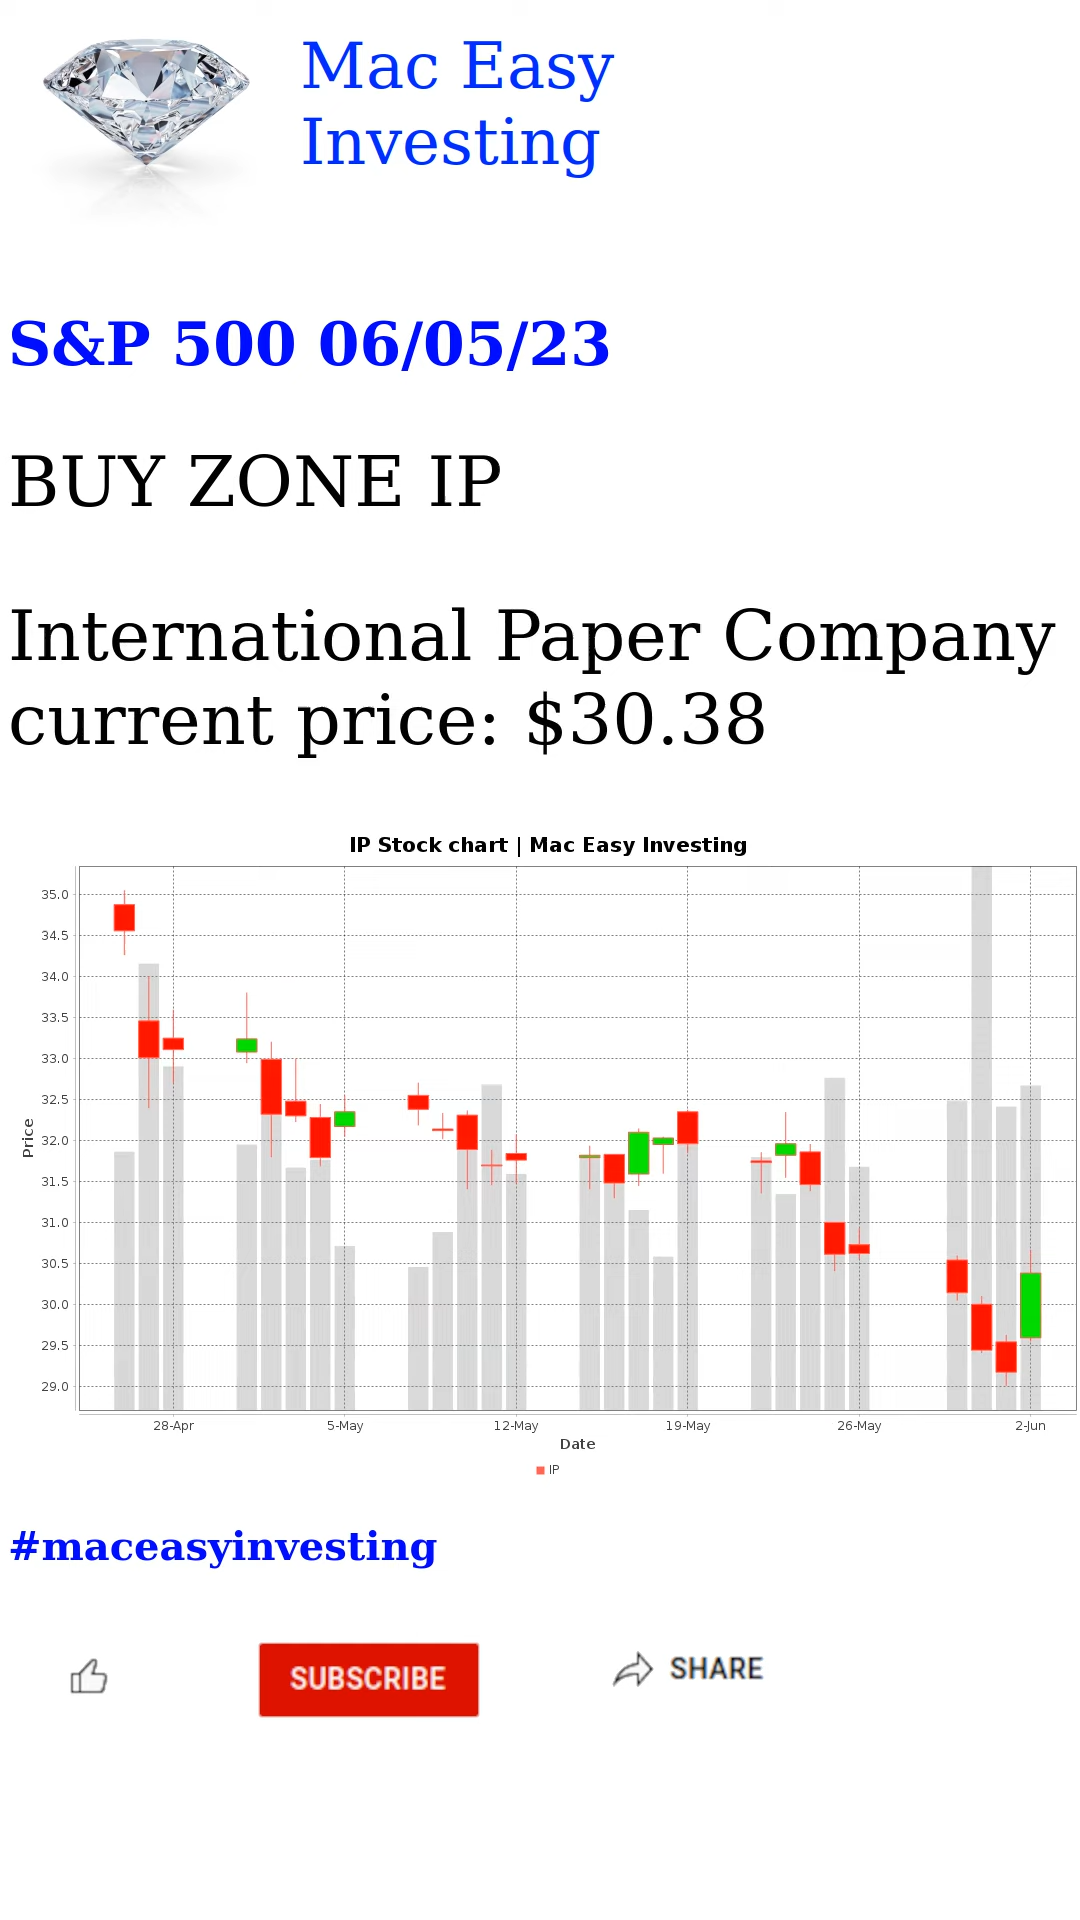 Mac Easy
Investing
S&P 500 06/05/23
BUY ZONE IP
International Paper Company
current price: $30.38
IP Stock chart | Mac Easy Investing
35.0
34.5
34.0
33.5
33.0
32.5
32.0
31.5
31.0
30.5
30.0
29.5
29.0
Price
28-Apr 5-May 12-May 19-May 26-May 2-Jun
Date
IP
#maceasyinvesting
SUBSCRIBE SHARE